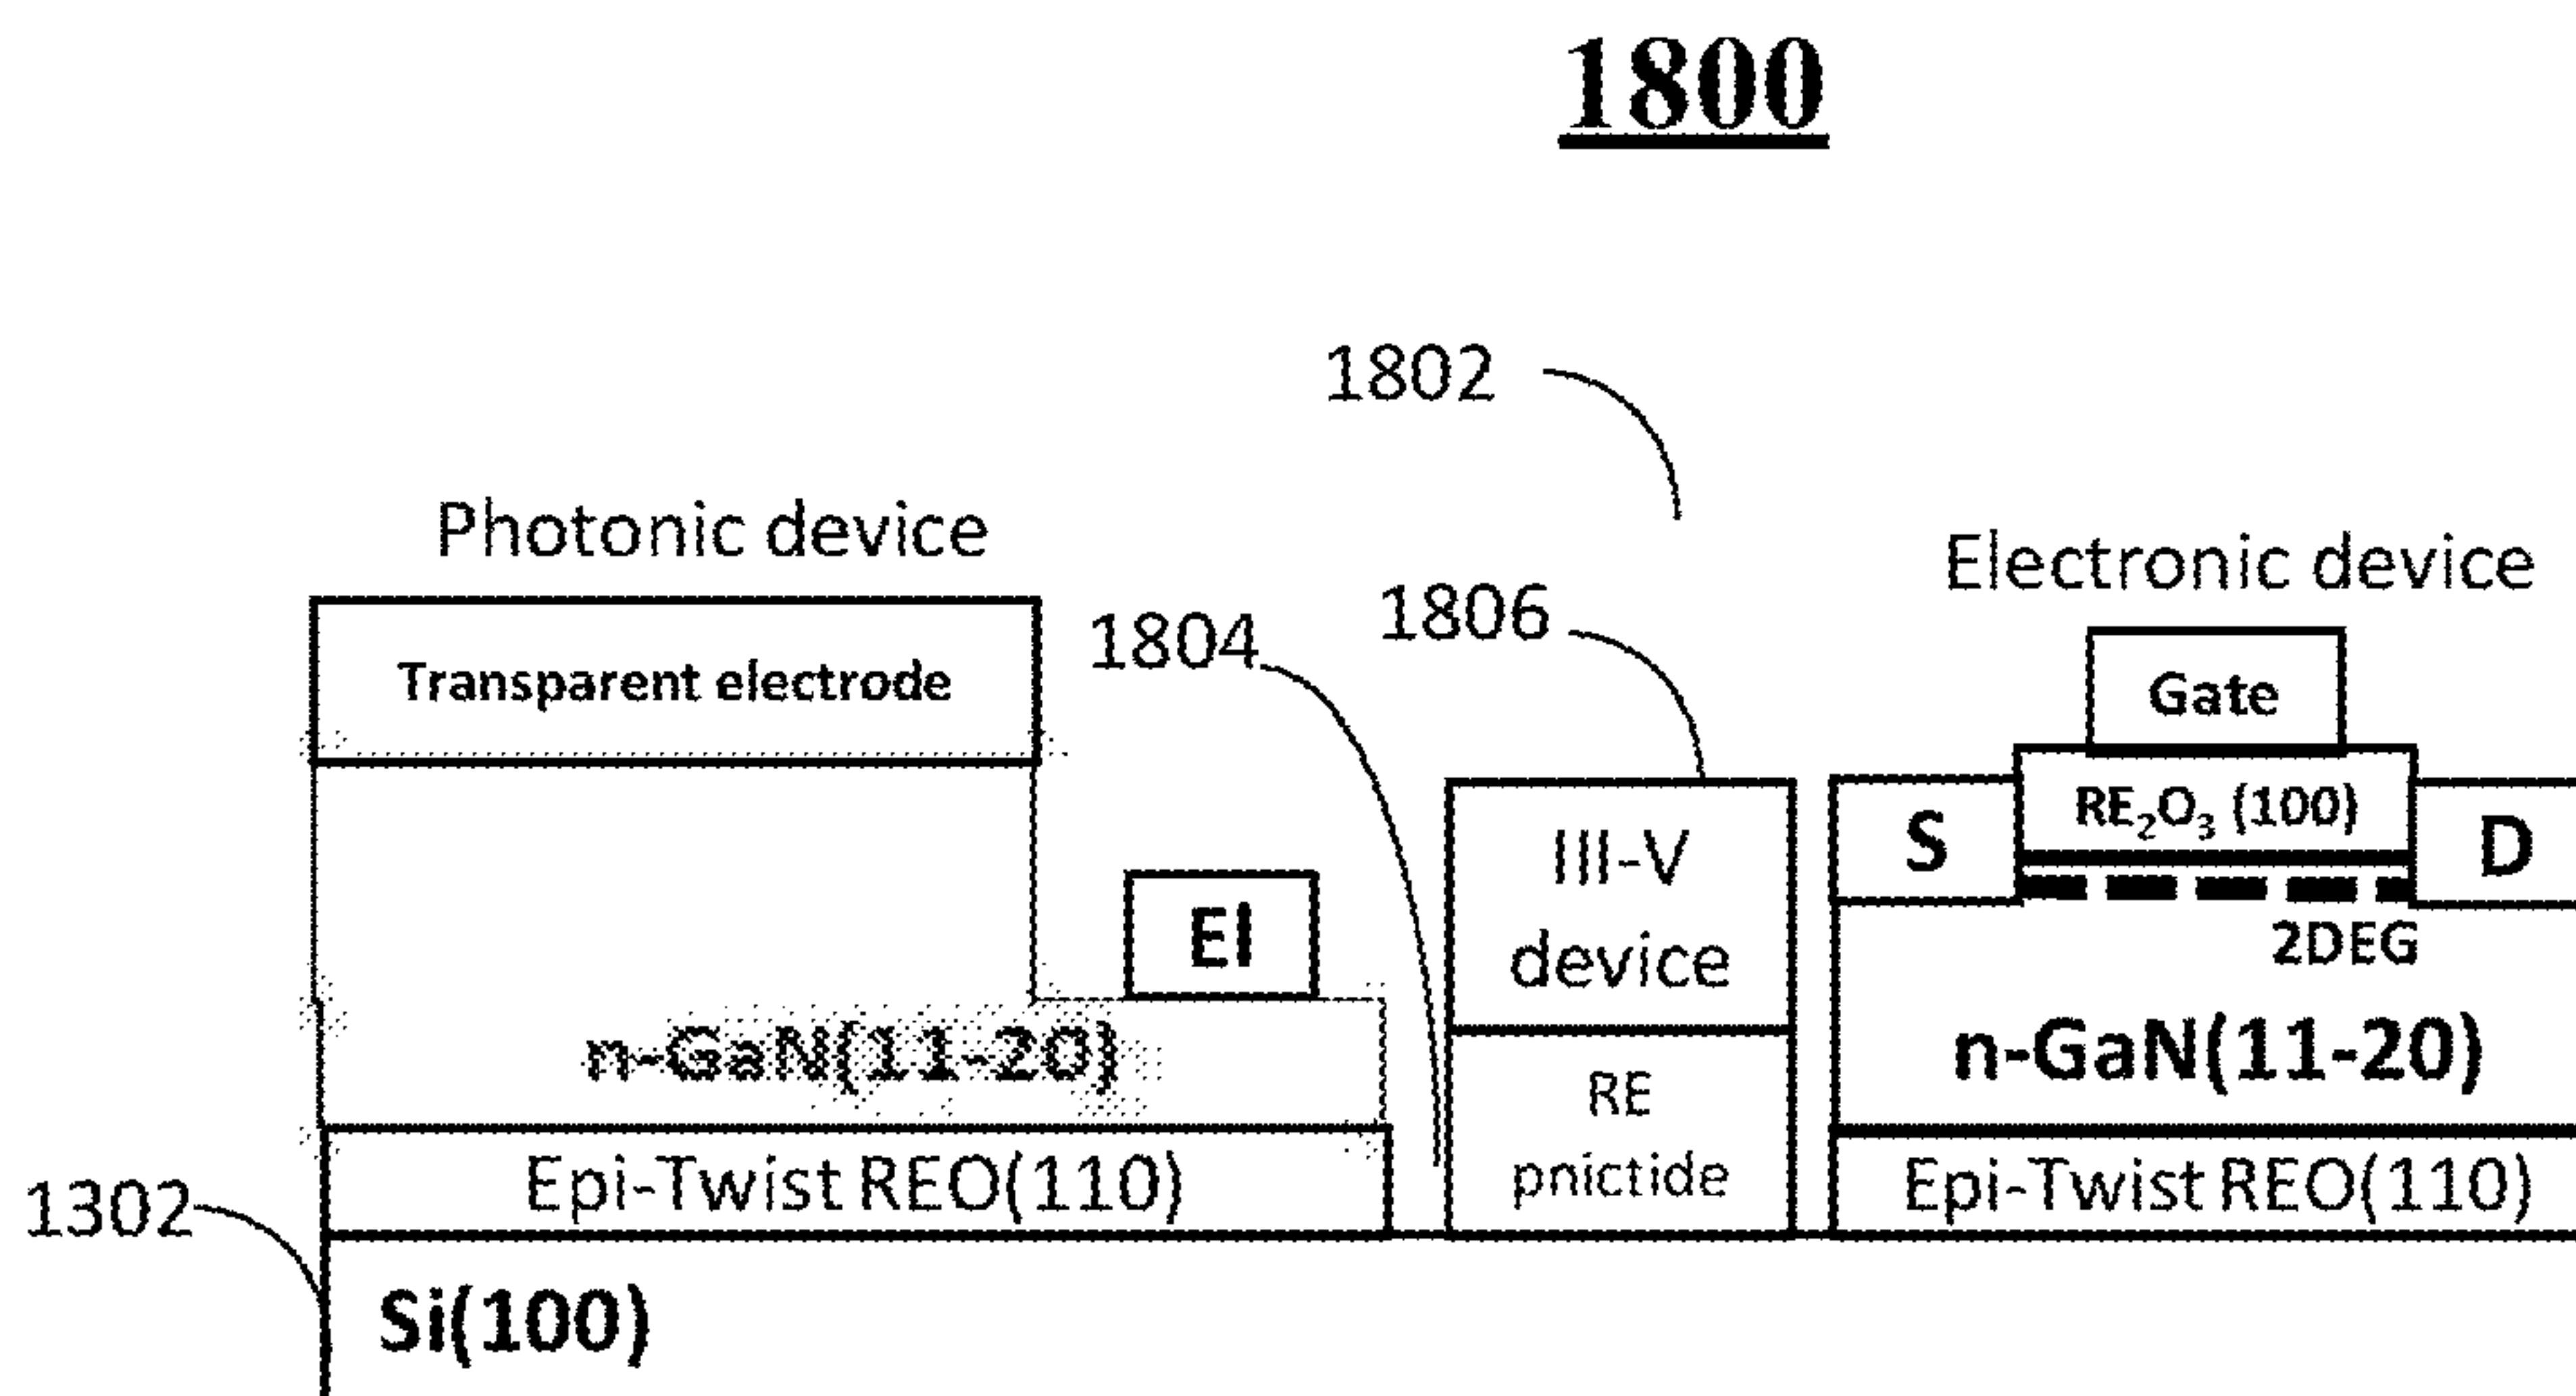 1800
1802
Photonic device
Electronic device
1804
1806
Transparent electrode
Gate
RE₂O₃ (100)
S
D
III-V
device
El
2DEG
n-GaN(11-20)
n-GaN(11-20)
RE
pnictide
Epi-Twist REO(110)
Epi-Twist REO(110)
1302
Si(100)